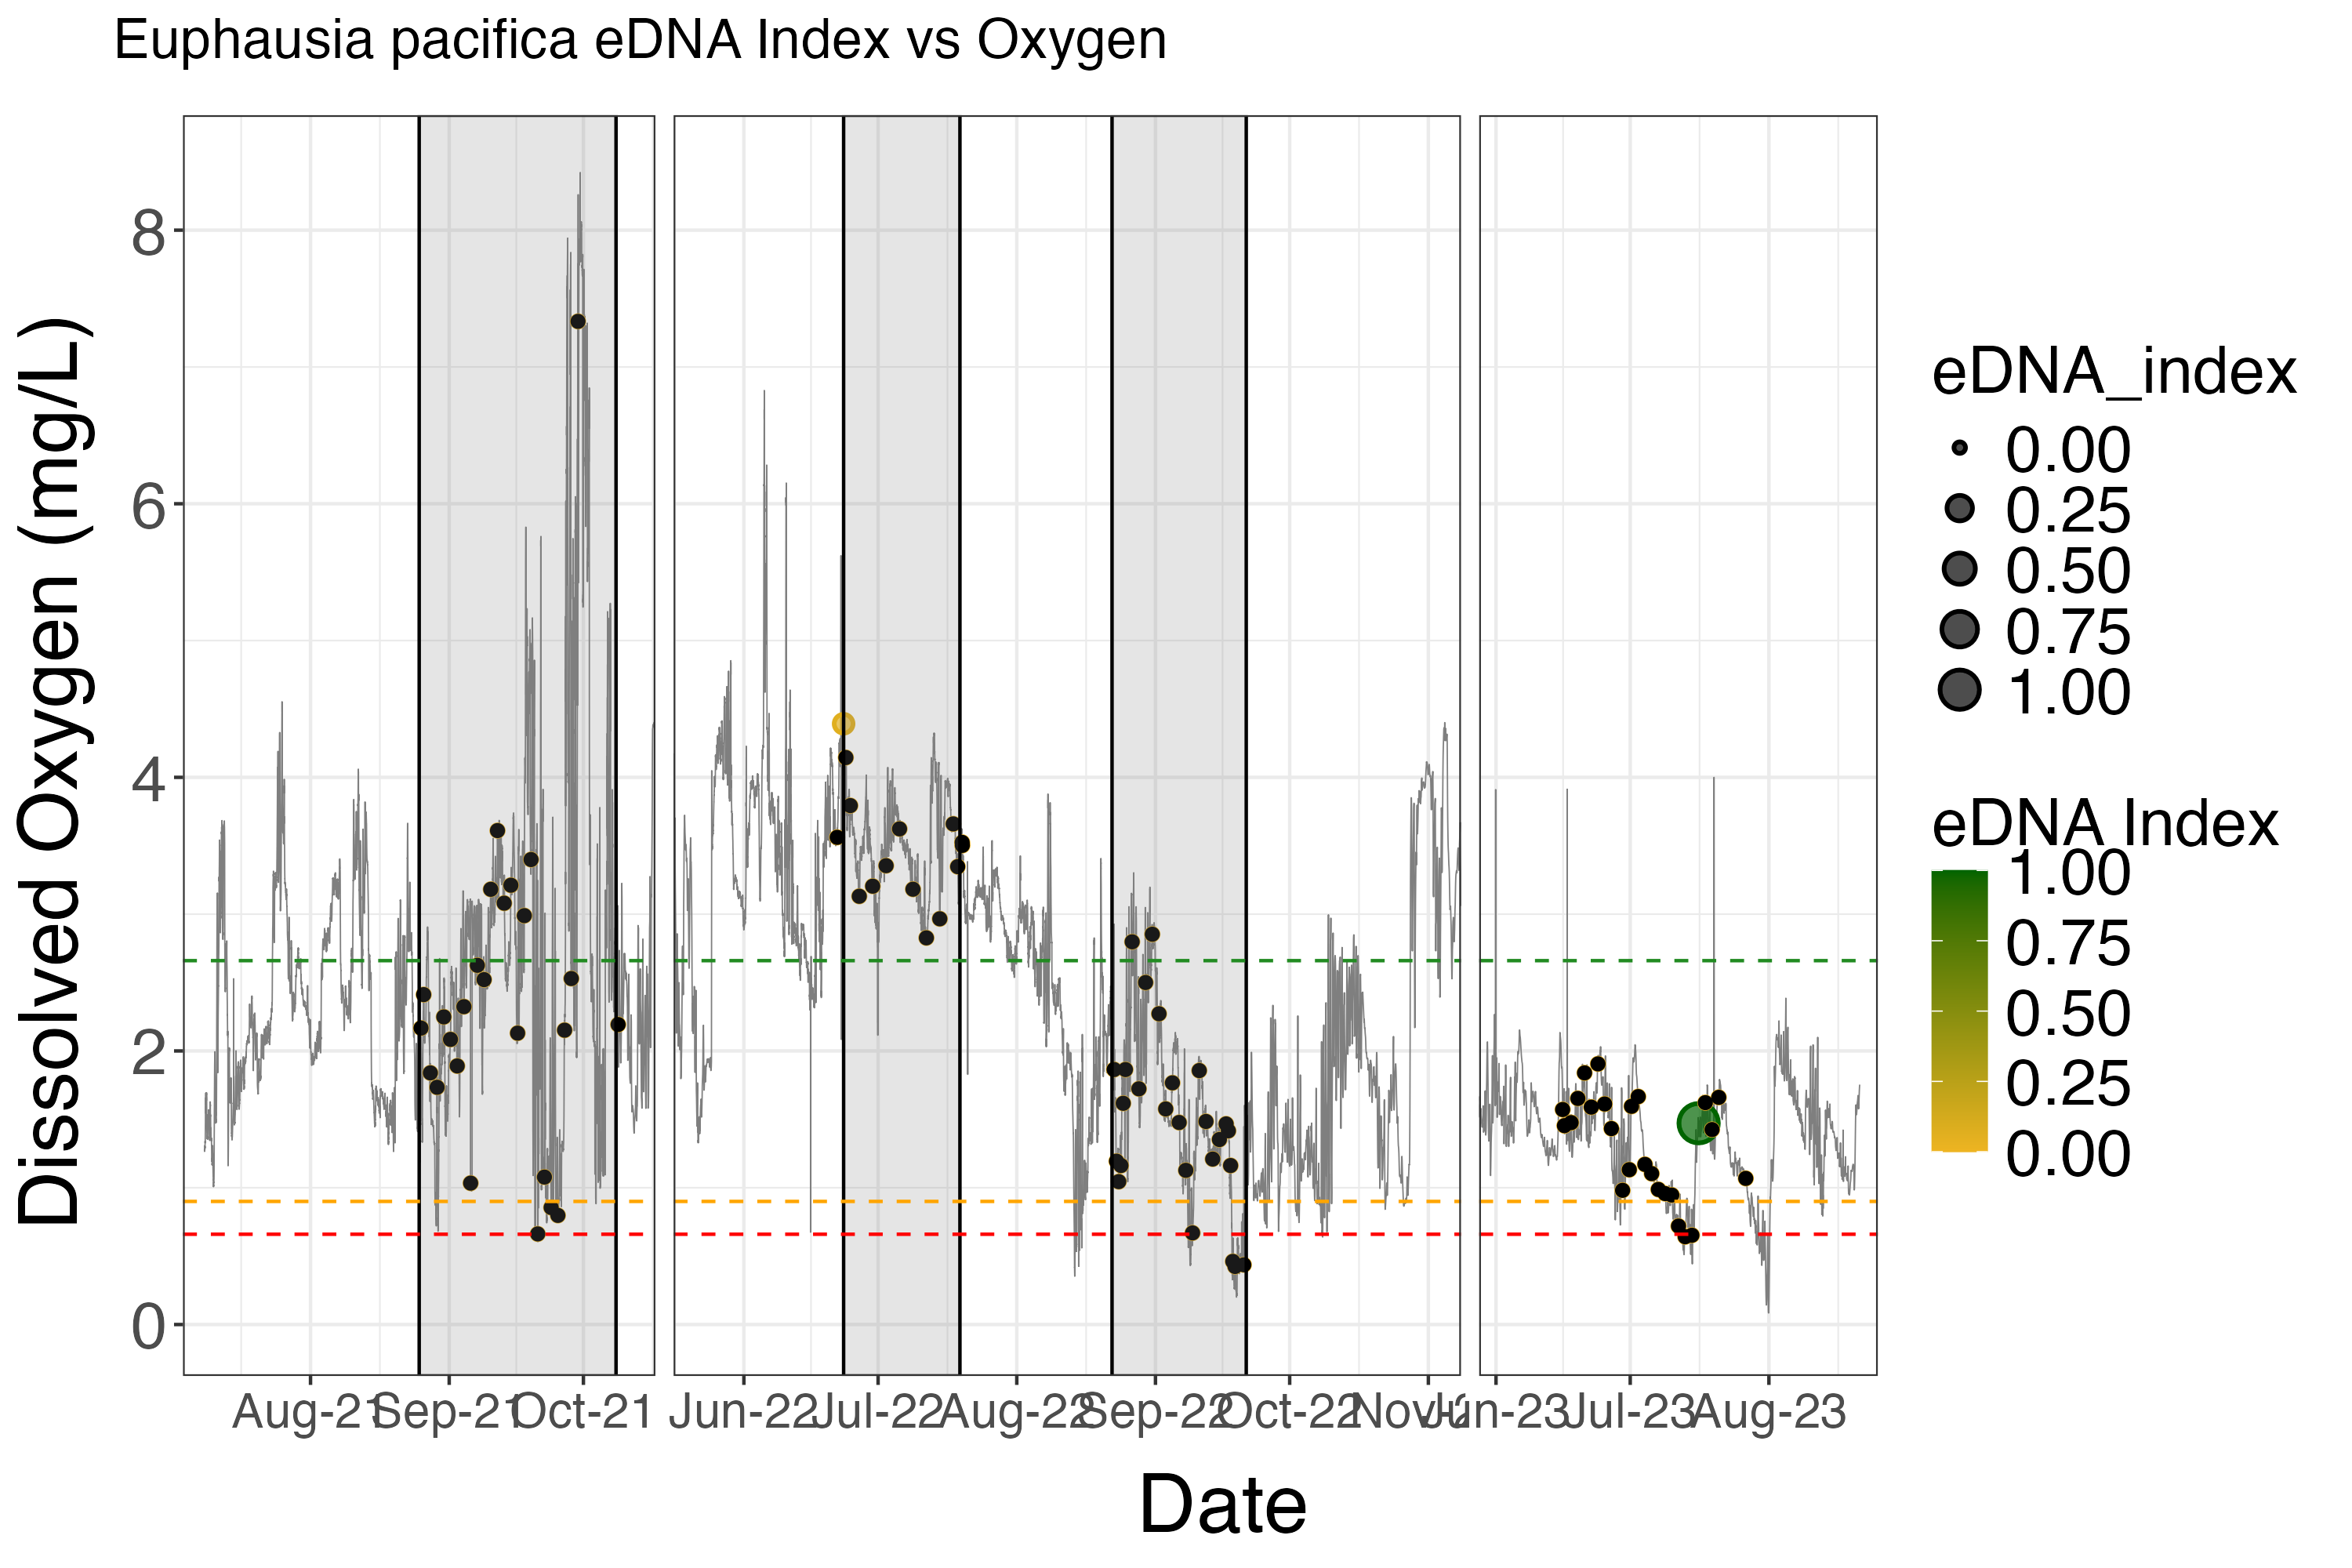 Euphausia pacifica eDNA Index vs Oxygen
Dissolved Oxygen (mg/L)
8
6
4
2
0
Aug-21 Sep-21 Oct-21 Jun-22 Jul-22 Aug-22 Sep-22 Oct-22 Jun-23 Jul-23 Aug-23
Date
eDNA_index
0.00
0.25
0.50
0.75
1.00
eDNA Index
1.00
0.75
0.50
0.25
0.00